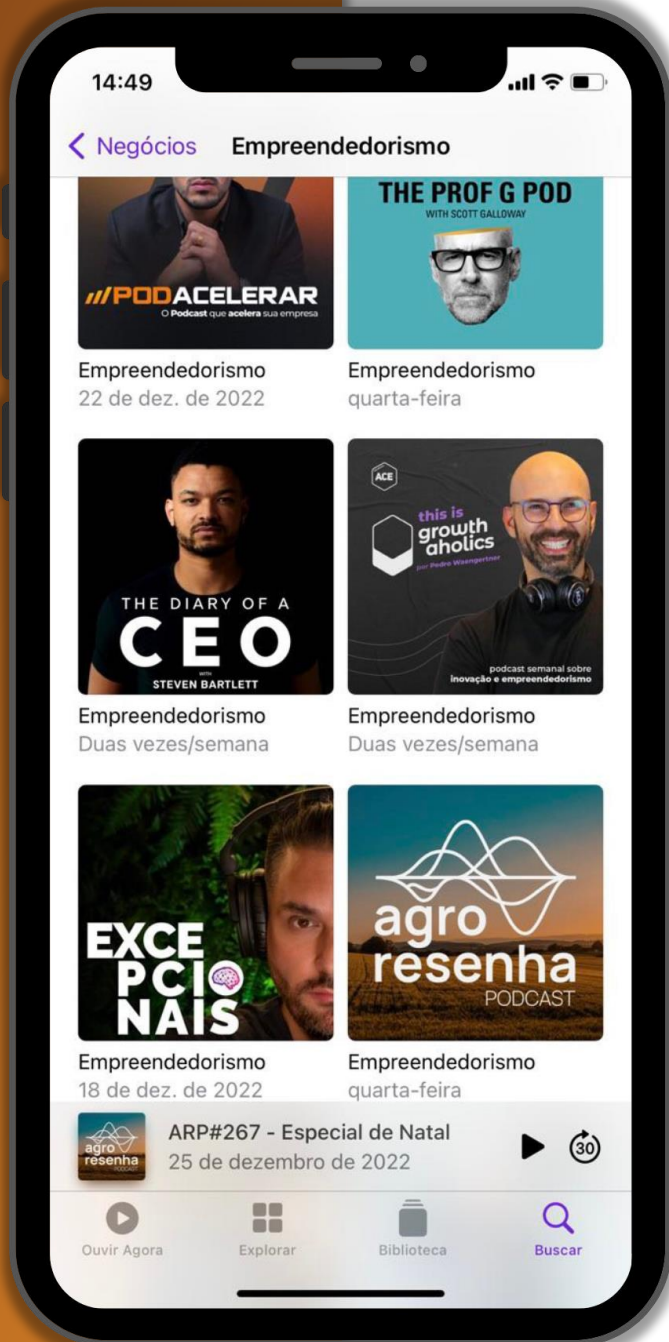 14:49
Negócios
Empreendedorismo
///PODACELERAR
O Podcast que acelera sua empresa
THE PROF G POD
WITH SCOTT GALLOWAY
Empreendedorismo
22 de dez. de 2022
Empreendedorismo
quarta-feira
THE DIARY OF A
CEO
WITH
STEVEN BARTLETT
ACE
this is
growth
aholics
por Pedro Waengertner
ACE
podcast semanal sobre
inovação e empreendedorismo
Empreendedorismo
Duas vezes/semana
Empreendedorismo
Duas vezes/semana
EXCE
PCIO
NAIS
agro
resenha
PODCAST
Empreendedorismo
18 de dez. de 2022
Empreendedorismo
quarta-feira
agro
resenha
PODCAST
ARP#267 - Especial de Natal
25 de dezembro de 2022
30
Ouvir Agora
Explorar
Biblioteca
Buscar